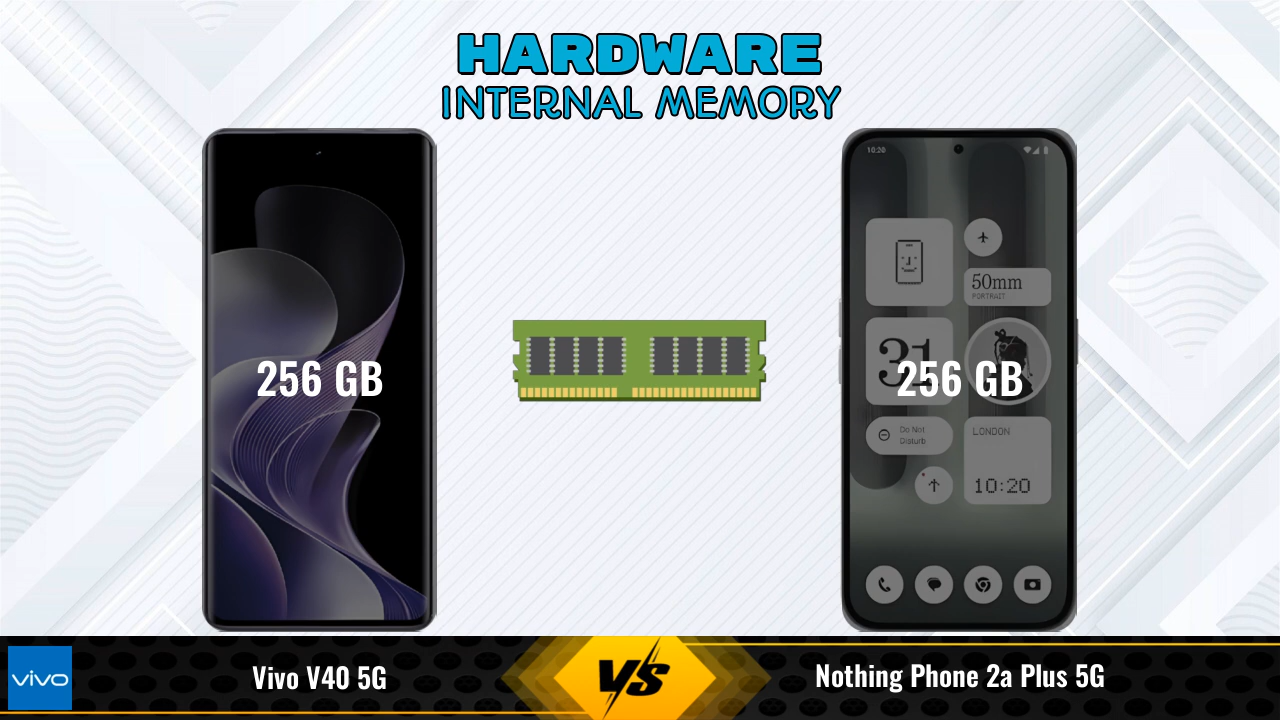 HARDWARE
INTERNAL MEMORY
10:20
50mm
PORTRAIT
31
256 GB
256 GB
Do Not
Disturb
LONDON
10:20
vivo
Vivo V40 5G
VS
Nothing Phone 2a Plus 5G